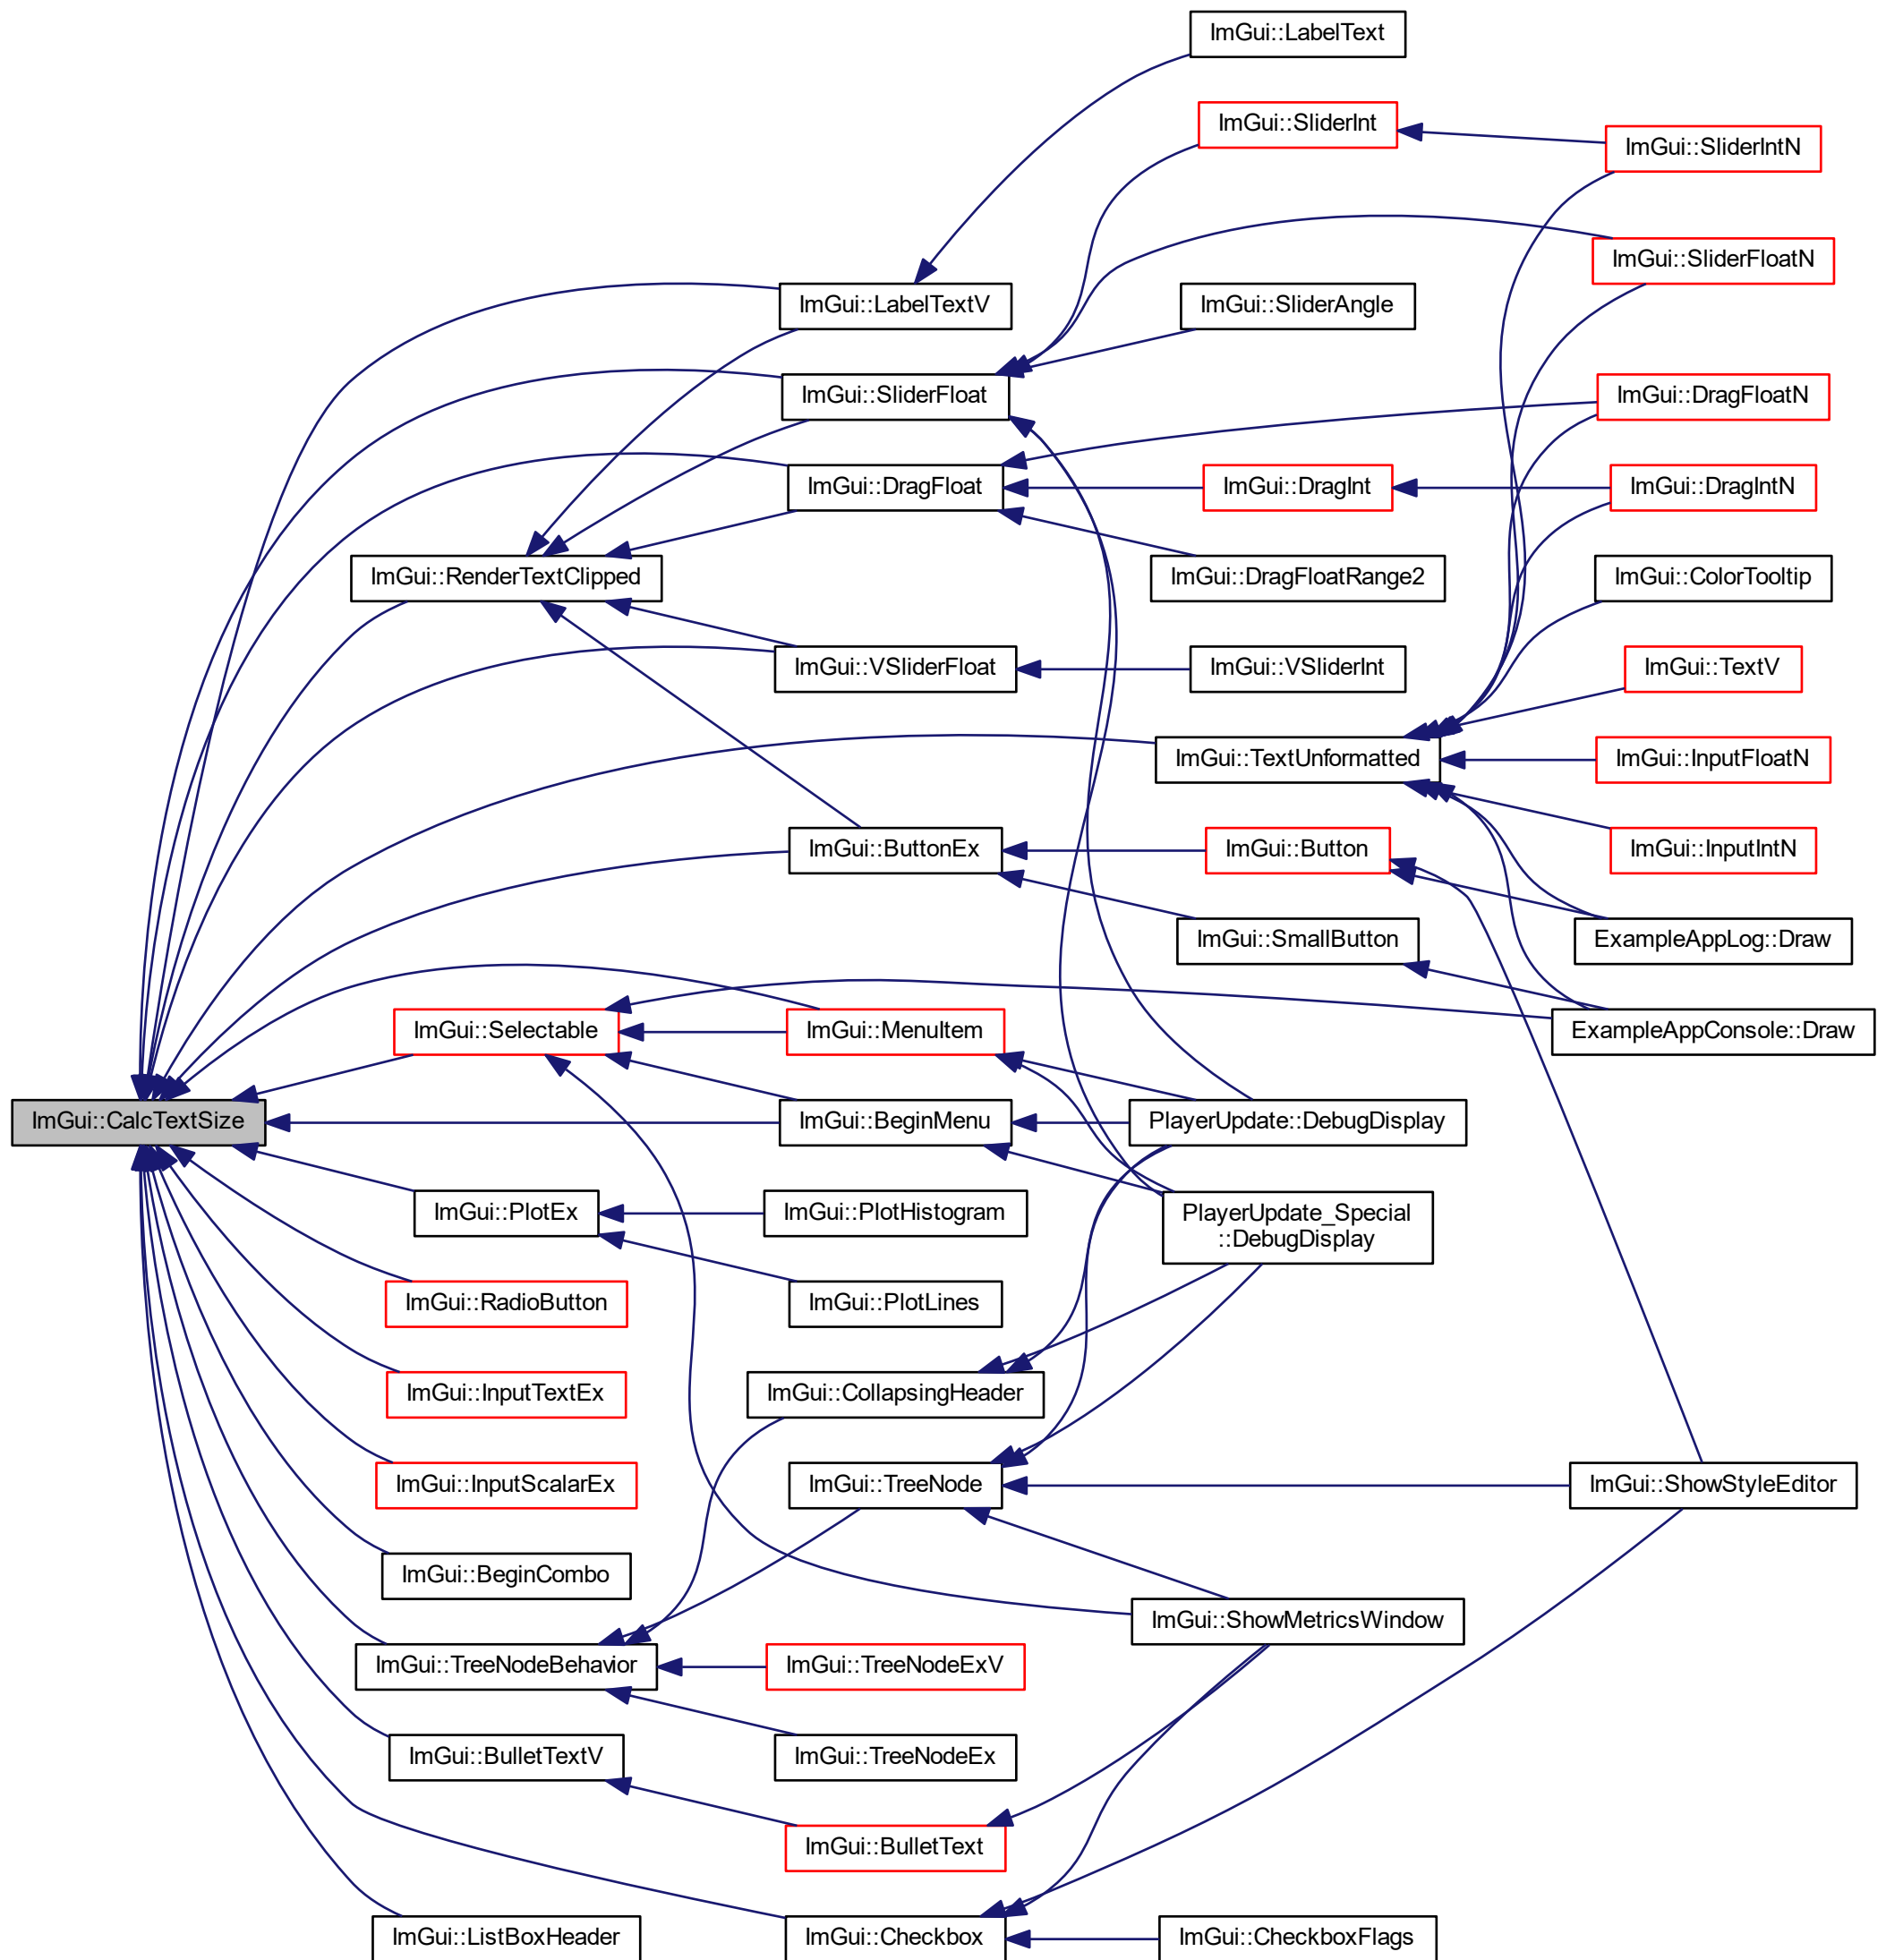 ImGui::LabelText
ImGui::SliderInt
ImGui::SliderIntN
ImGui::SliderFloatN
ImGui::LabelTextV
ImGui::SliderAngle
ImGui::SliderFloat
ImGui::DragFloatN
ImGui::DragFloat
ImGui::DragInt
ImGui::DragIntN
ImGui::RenderTextClipped
ImGui::DragFloatRange2
ImGui::ColorTooltip
ImGui::VSliderFloat
ImGui::VSliderInt
ImGui::TextV
ImGui::TextUnformatted
ImGui::InputFloatN
ImGui::ButtonEx
ImGui::Button
ImGui::InputIntN
ImGui::SmallButton
ExampleAppLog::Draw
ImGui::Selectable
ImGui::MenuItem
ExampleAppConsole::Draw
ImGui::CalcTextSize
ImGui::BeginMenu
PlayerUpdate::DebugDisplay
ImGui::PlotEx
ImGui::PlotHistogram
PlayerUpdate_Special
::DebugDisplay
ImGui::RadioButton
ImGui::PlotLines
ImGui::InputTextEx
ImGui::CollapsingHeader
ImGui::InputScalarEx
ImGui::TreeNode
ImGui::ShowStyleEditor
ImGui::BeginCombo
ImGui::ShowMetricsWindow
ImGui::TreeNodeBehavior
ImGui::TreeNodeExV
ImGui::BulletTextV
ImGui::TreeNodeEx
ImGui::BulletText
ImGui::ListBoxHeader
ImGui::Checkbox
ImGui::CheckboxFlags